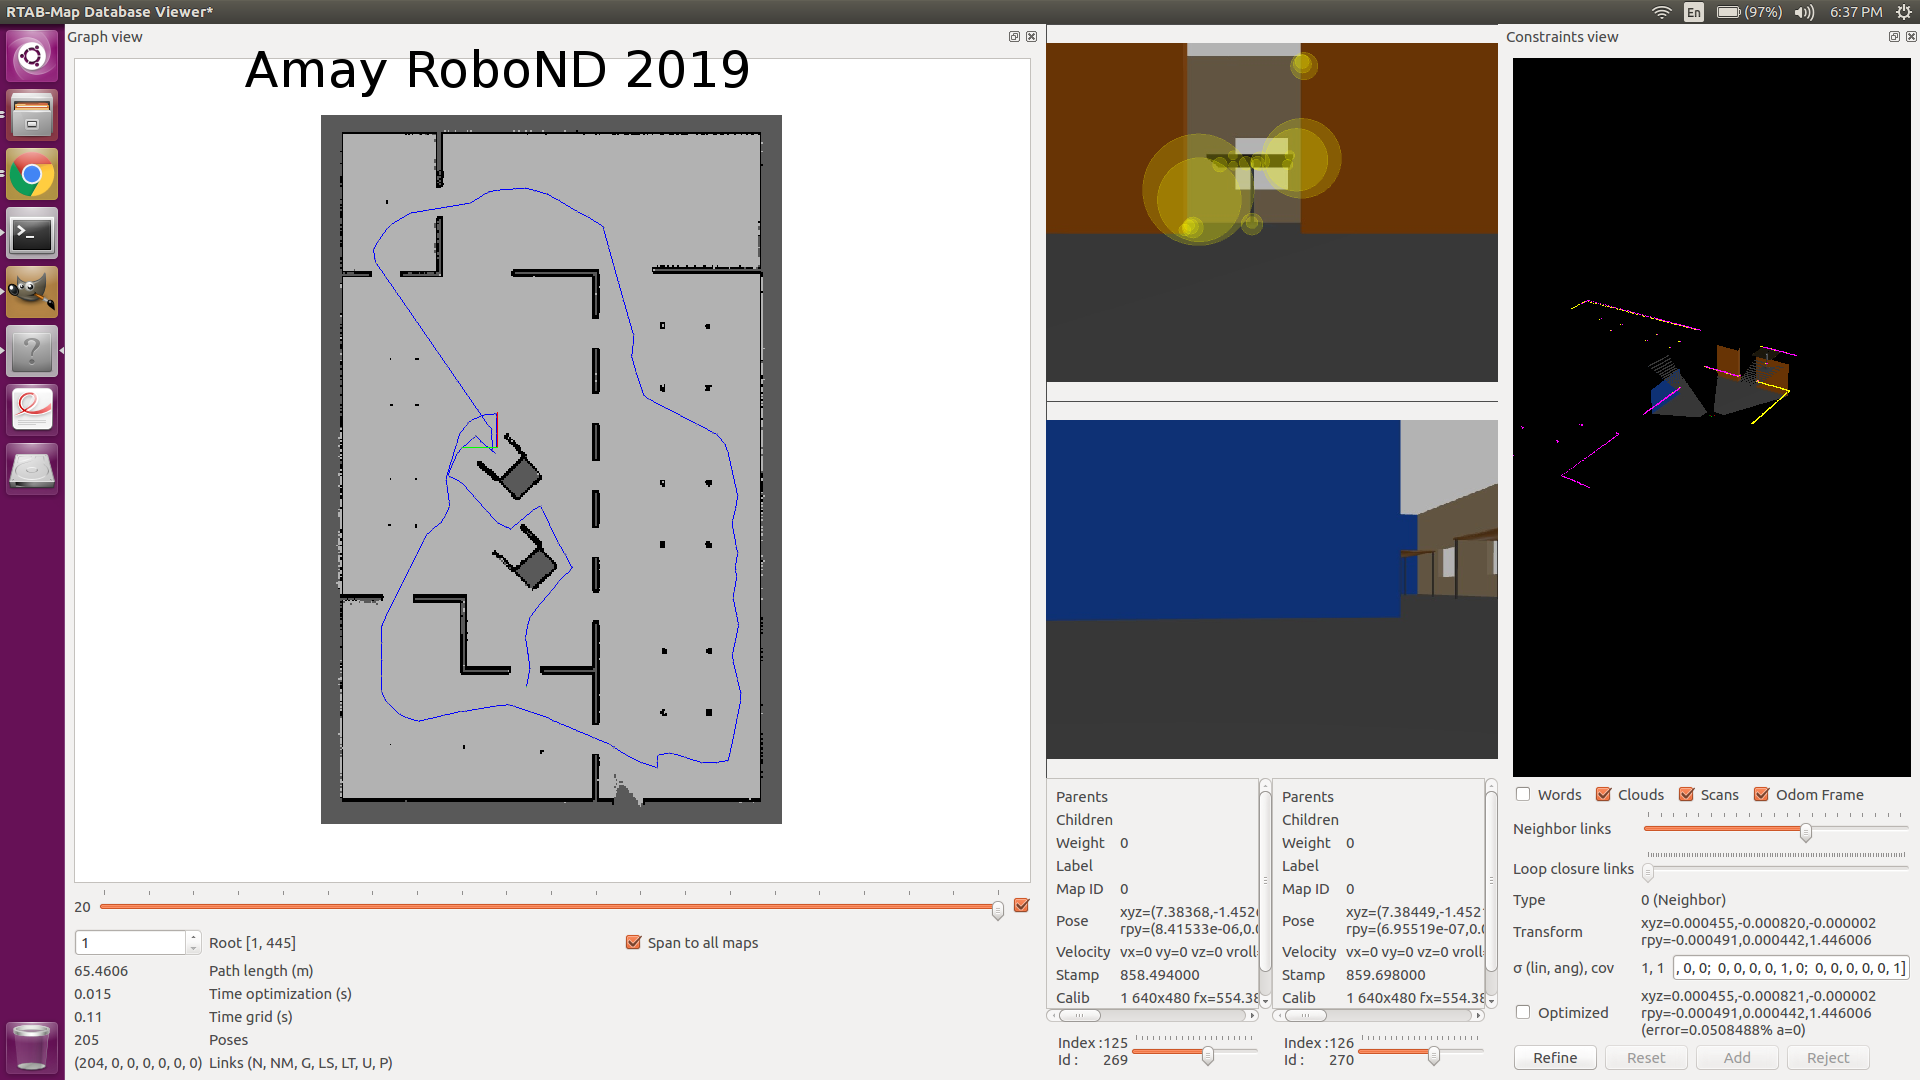 RTAB-Map Database Viewer*
En
(97%)
6:37 PM
Graph view
Amay RoboND 2019
20
1
Root [1, 445]
Span to all maps
65.4606
Path length (m)
0.015
Time optimization (s)
0.11
Time grid (s)
205
Poses
(204, 0, 0, 0, 0, 0, 0)
Links (N, NM, G, LS, LT, U, P)
Parents
Children
Weight 0
Label
Map ID 0
Pose xyz=(7.38368,-1.452
rpy=(8.41533e-06,0.0
Velocity vx=0 vy=0 vz=0 vroll
Stamp 858.494000
Calib 1 640x480 fx=554.38
Index :125
Id : 269
Parents
Children
Weight 0
Label
Map ID 0
Pose xyz=(7.38449,-1.452
rpy=(6.95519e-07,0.0
Velocity vx=0 vy=0 vz=0 vroll
Stamp 859.698000
Calib 1 640x480 fx=554.38
Index :126
Id : 270
Constraints view
Words Clouds Scans Odom Frame
Neighbor links
Loop closure links
Type 0 (Neighbor)
Transform xyz=0.000455,-0.000820,-0.000002
rpy=-0.000491,0.000442,1.446006
σ (lin, ang), cov 1, 1 , 0, 0; 0, 0, 0, 0, 1, 0; 0, 0, 0, 0, 0, 1]
Optimized xyz=0.000455,-0.000821,-0.000002
rpy=-0.000491,0.000442,1.446006
(error=0.0508488% a=0)
Refine Reset Add Reject